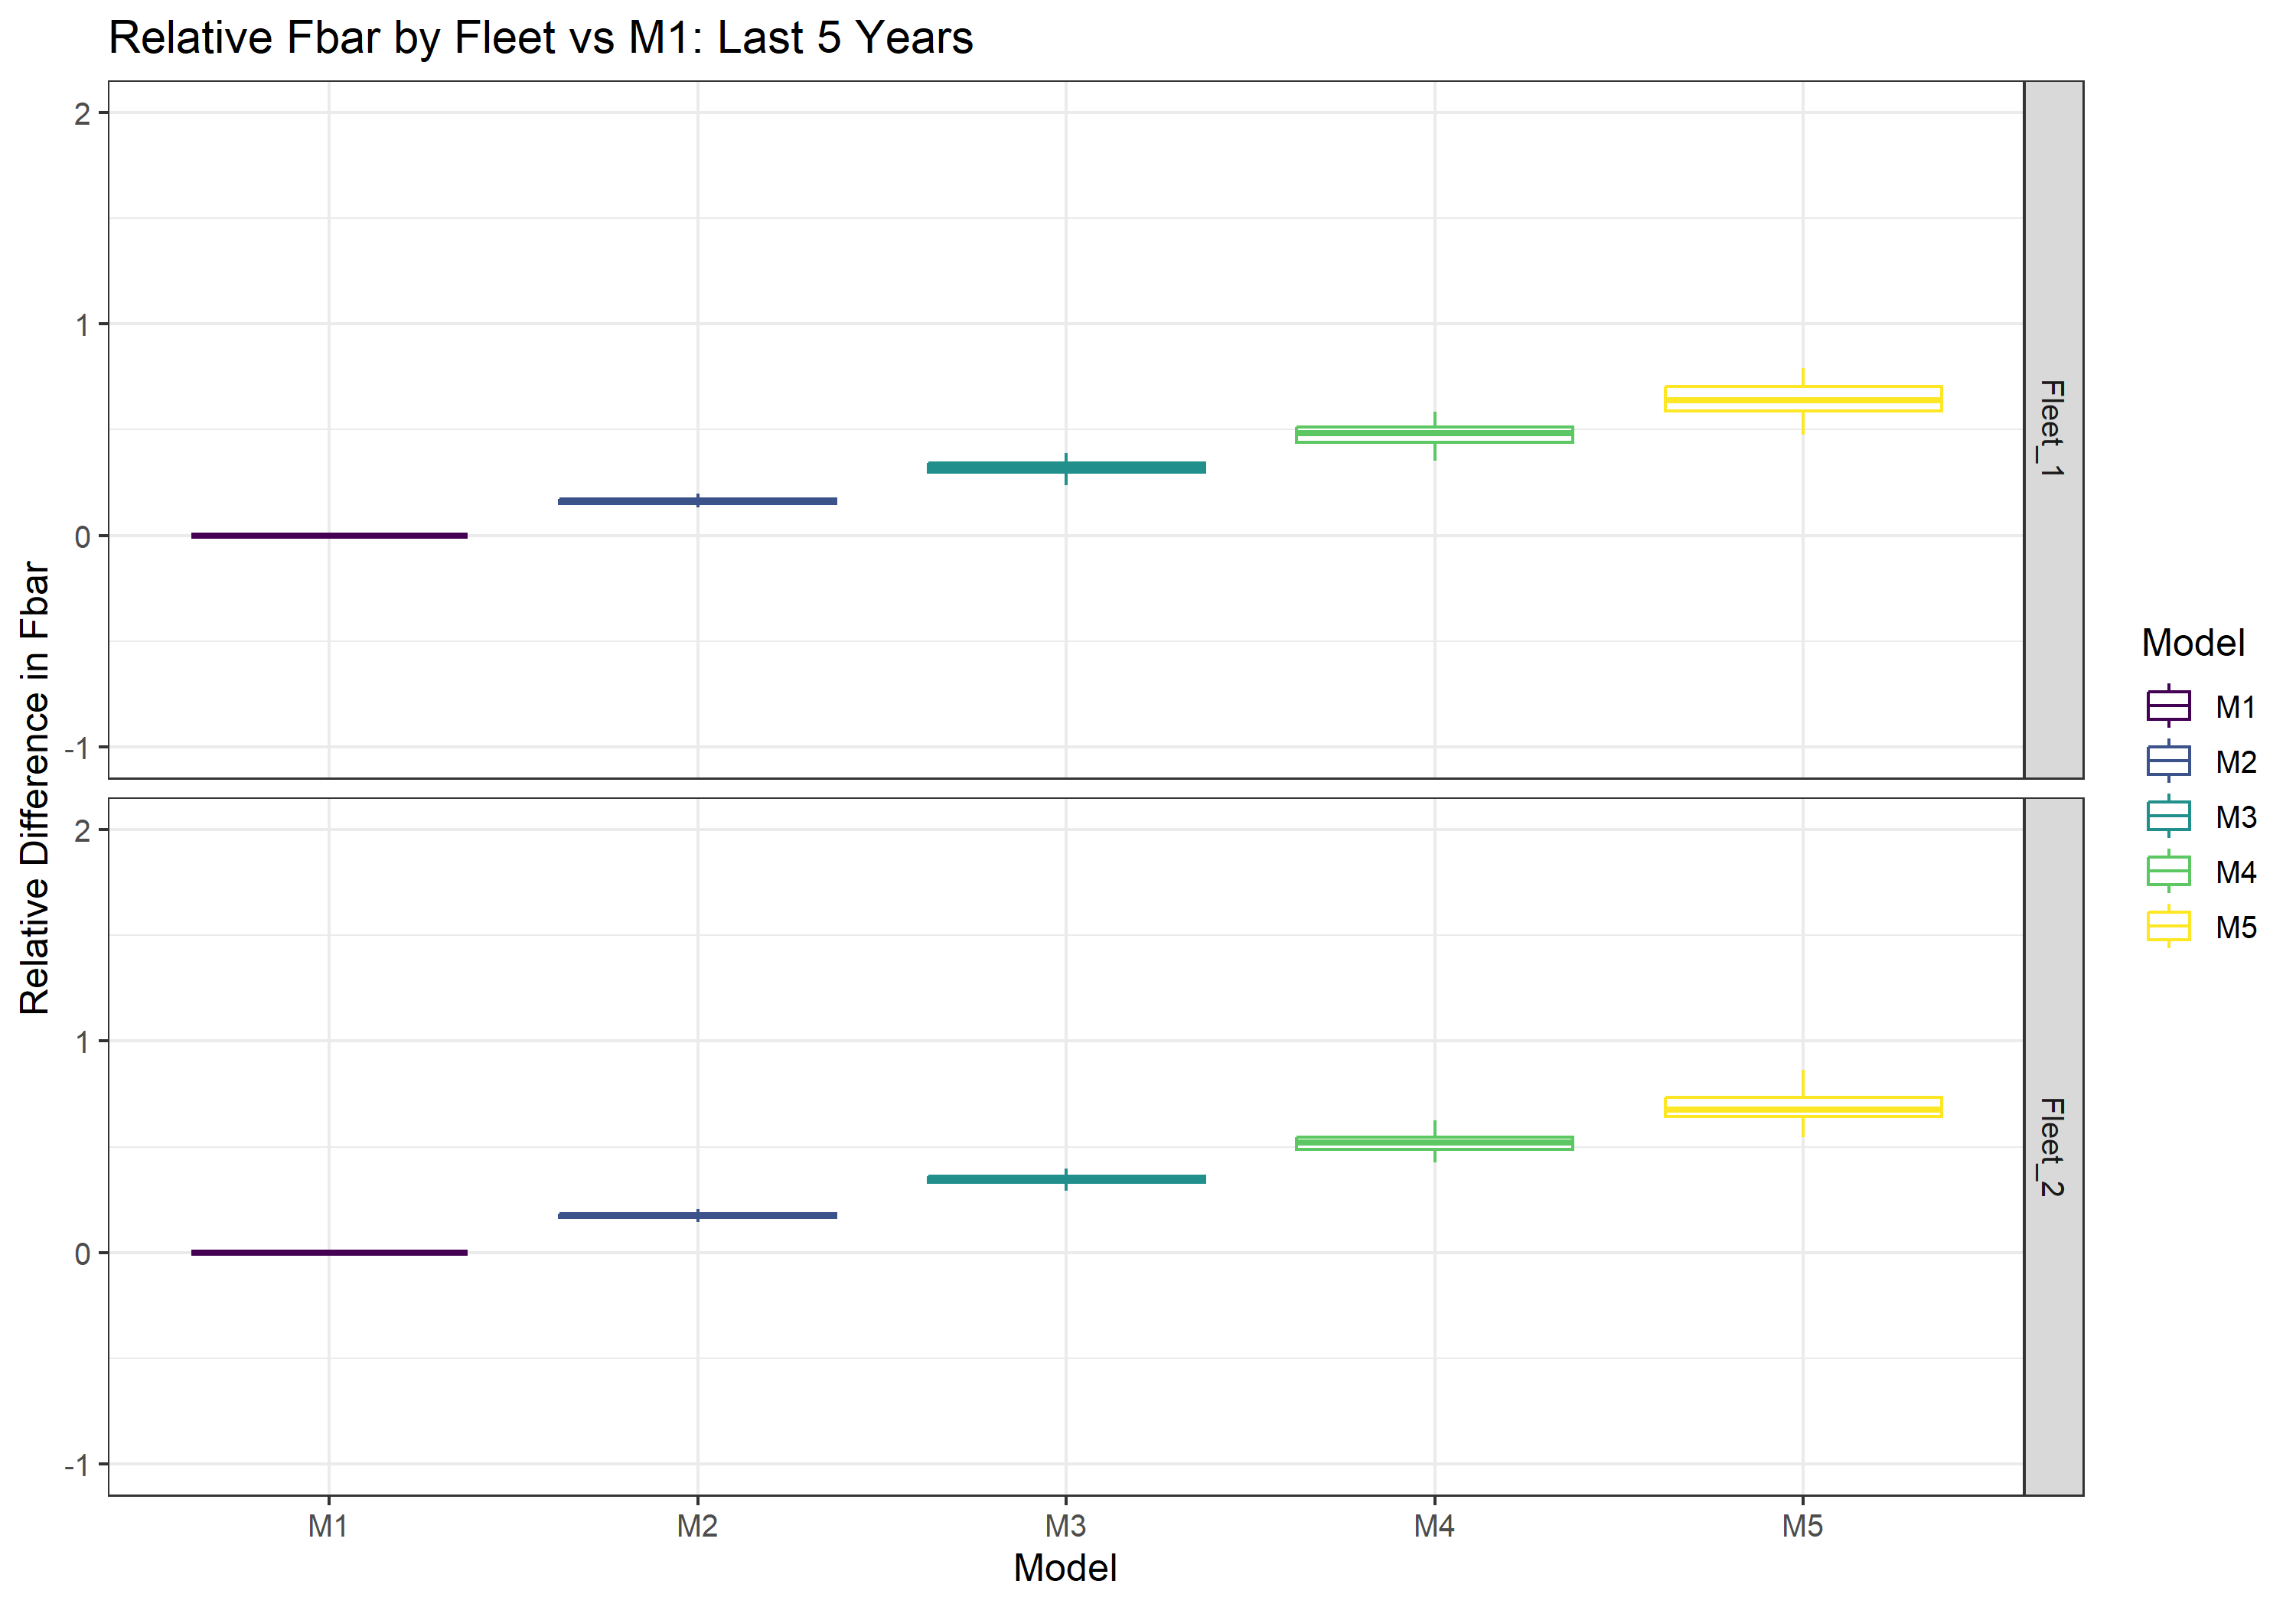 Relative Fbar by Fleet vs M1: Last 5 Years
Relative Difference in Fbar
2
1
0
-1
Fleet_1
2
1
0
-1
Fleet_2
M1
M2
M3
M4
M5
Model
Model
M1
M2
M3
M4
M5